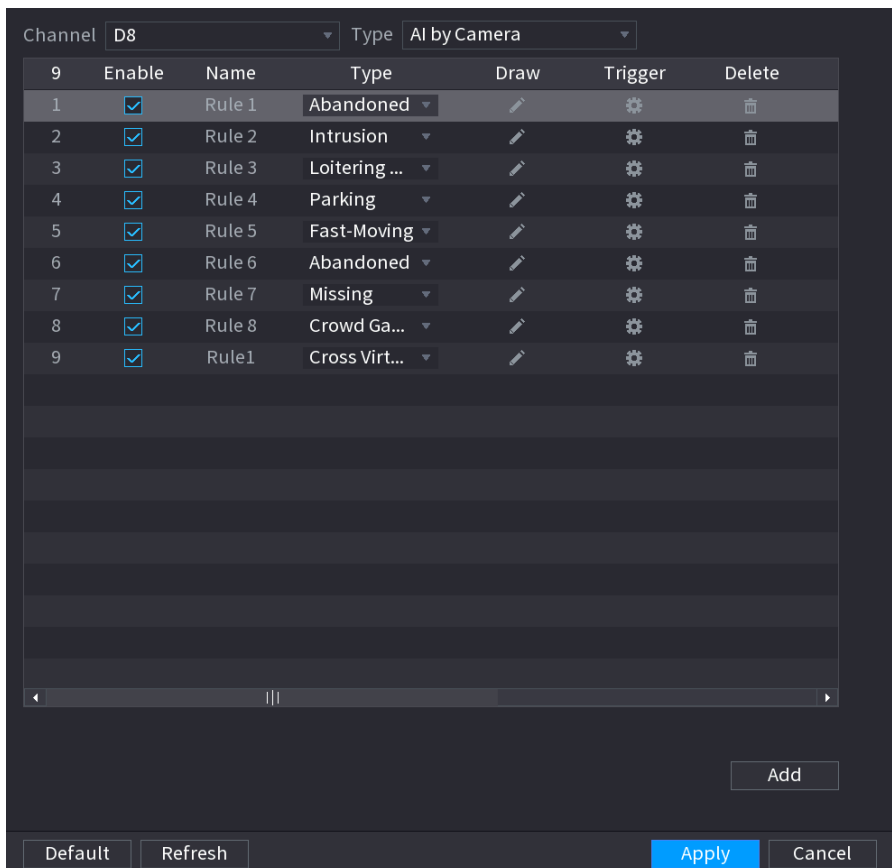 Channel D8 Type AI by Camera
9 Enable Name Type Draw Trigger Delete
1 Rule 1 Abandoned
2 Rule 2 Intrusion
3 Rule 3 Loitering ...
4 Rule 4 Parking
5 Rule 5 Fast-Moving
6 Rule 6 Abandoned
7 Rule 7 Missing
8 Rule 8 Crowd Ga...
9 Rule1 Cross Virt...
Add
Default Refresh Apply Cancel